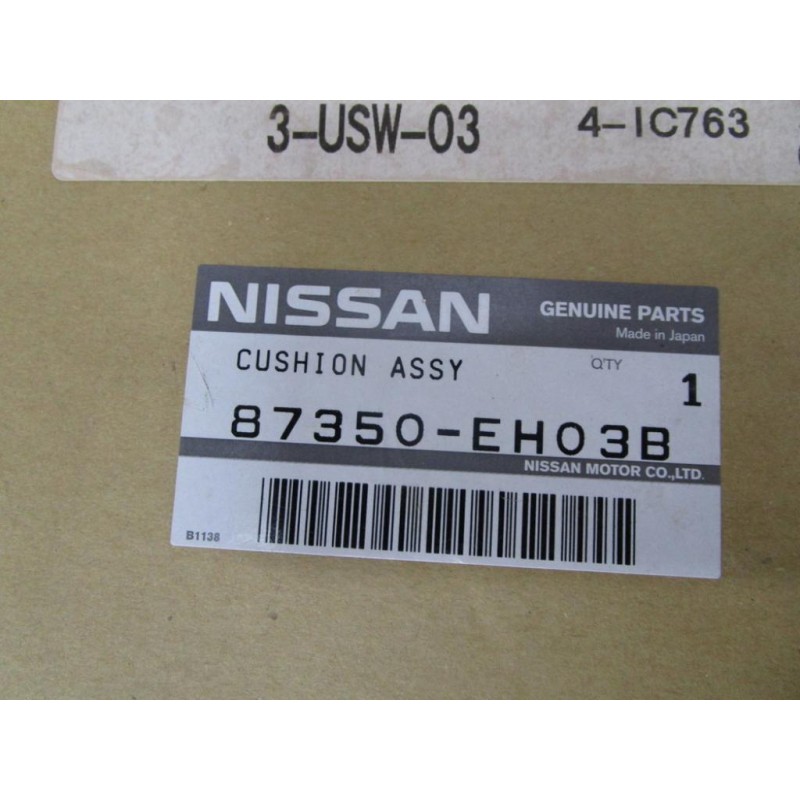 3-USW-03 4-IC763
NISSAN GENUINE PARTS
Made in Japan
CUSHION ASSY Q'TY 1
87350-EH03B
NISSAN MOTOR CO.,LTD.
B1138